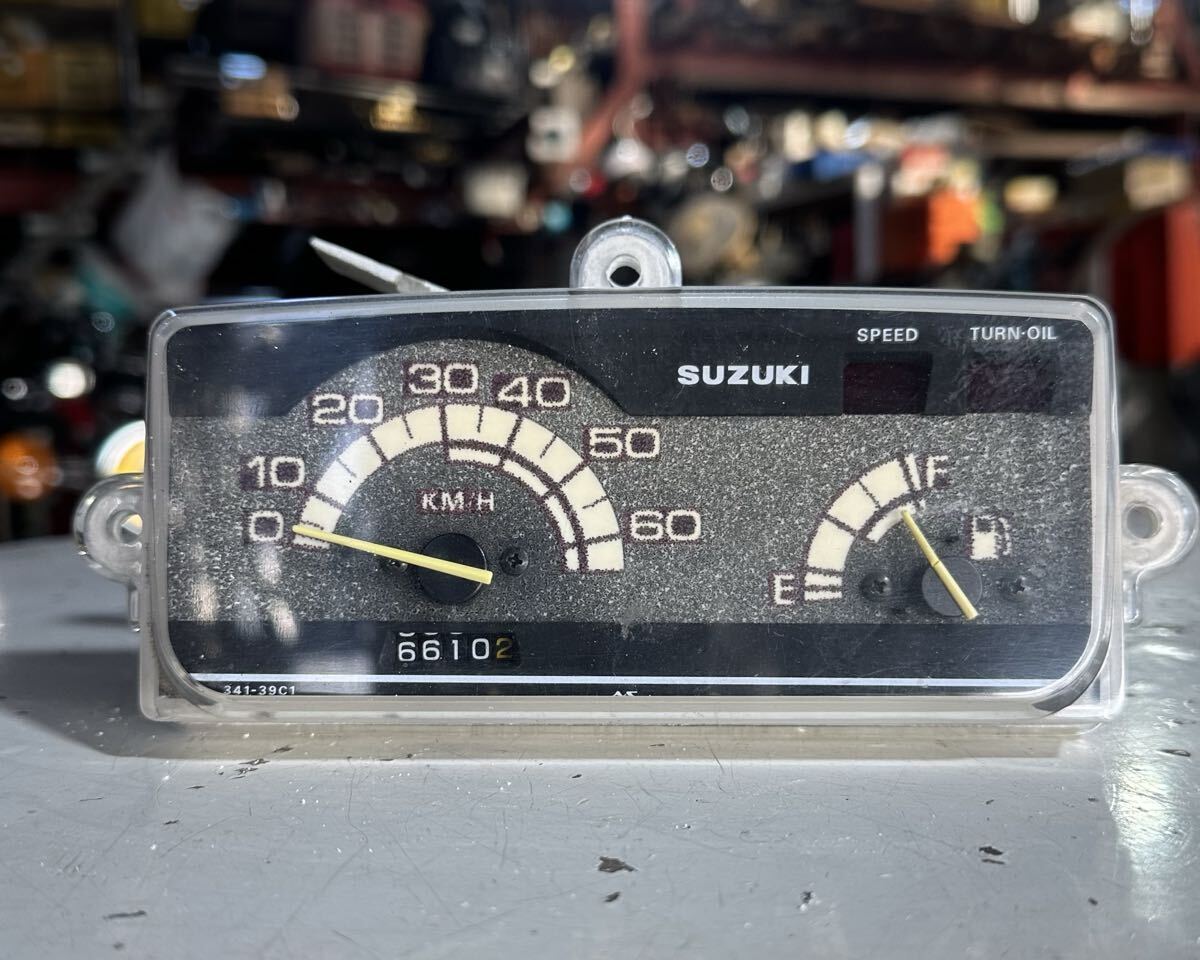 SPEED TURN·OIL
SUZUKI
0 10 20 30 40 50 60
KM/H
E F
66102
341-39C1